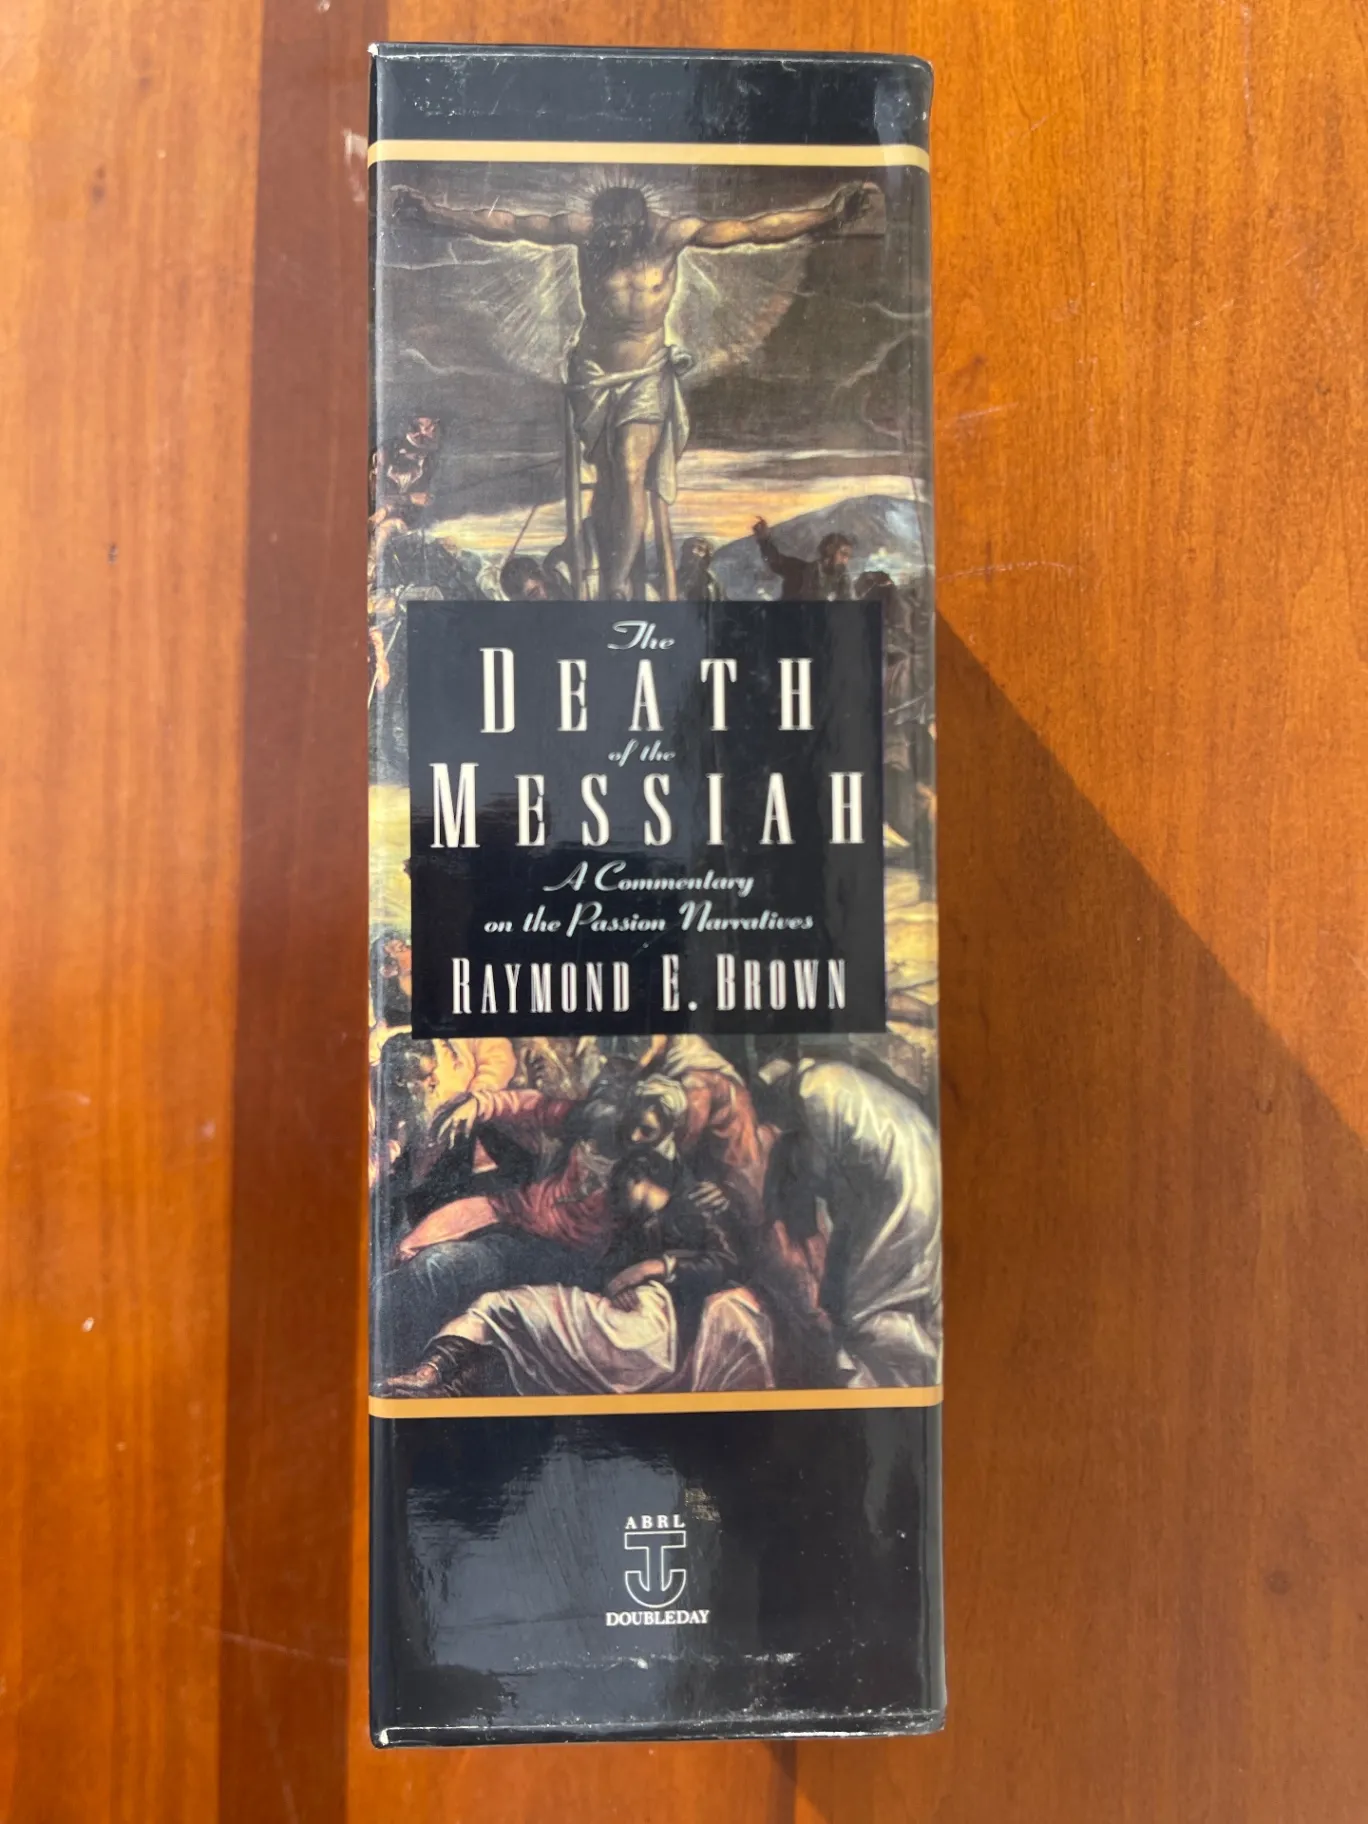 The
DEATH
of the
MESSIAH
A Commentary
on the Passion Narratives
RAYMOND E. BROWN
ABRL
DOUBLEDAY